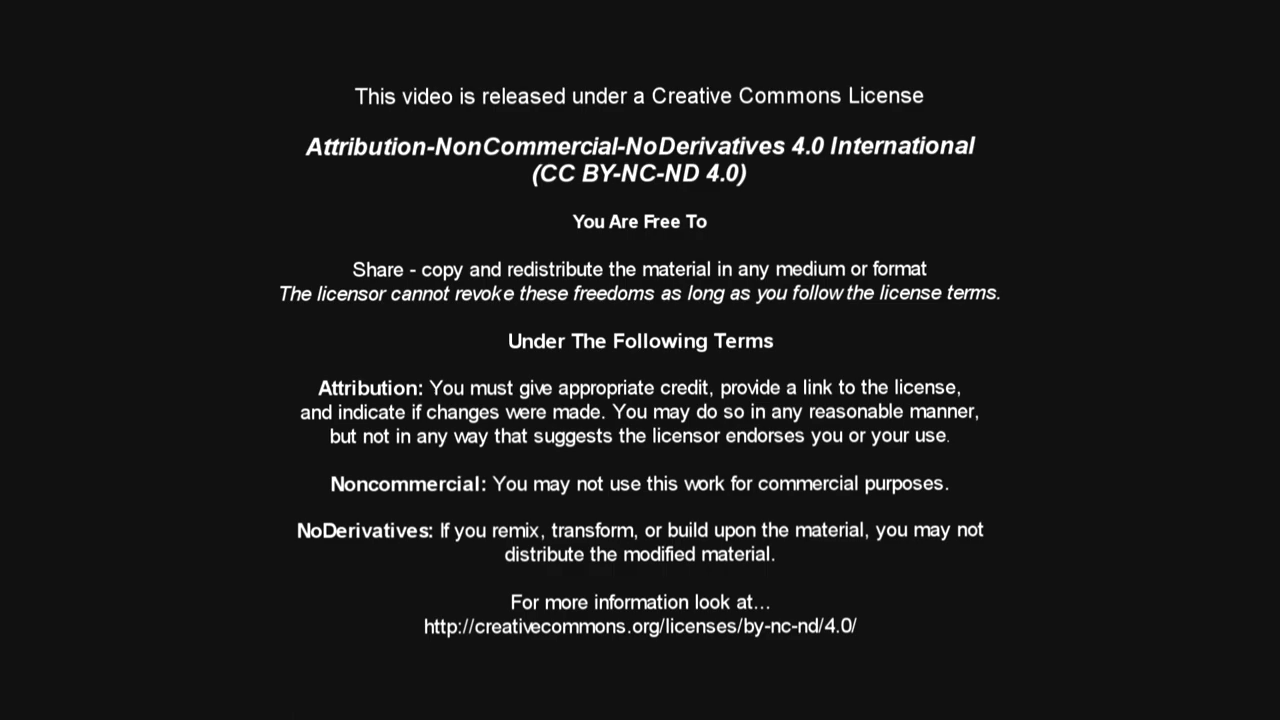 This video is released under a Creative Commons License
Attribution-NonCommercial-NoDerivatives 4.0 International
(CC BY-NC-ND 4.0)
You Are Free To
Share - copy and redistribute the material in any medium or format
The licensor cannot revoke these freedoms as long as you follow the license terms.
Under The Following Terms
Attribution: You must give appropriate credit, provide a link to the license,
and indicate if changes were made. You may do so in any reasonable manner,
but not in any way that suggests the licensor endorses you or your use.
Noncommercial: You may not use this work for commercial purposes.
NoDerivatives: If you remix, transform, or build upon the material, you may not
distribute the modified material.
For more information look at...
http://creativecommons.org/licenses/by-nc-nd/4.0/